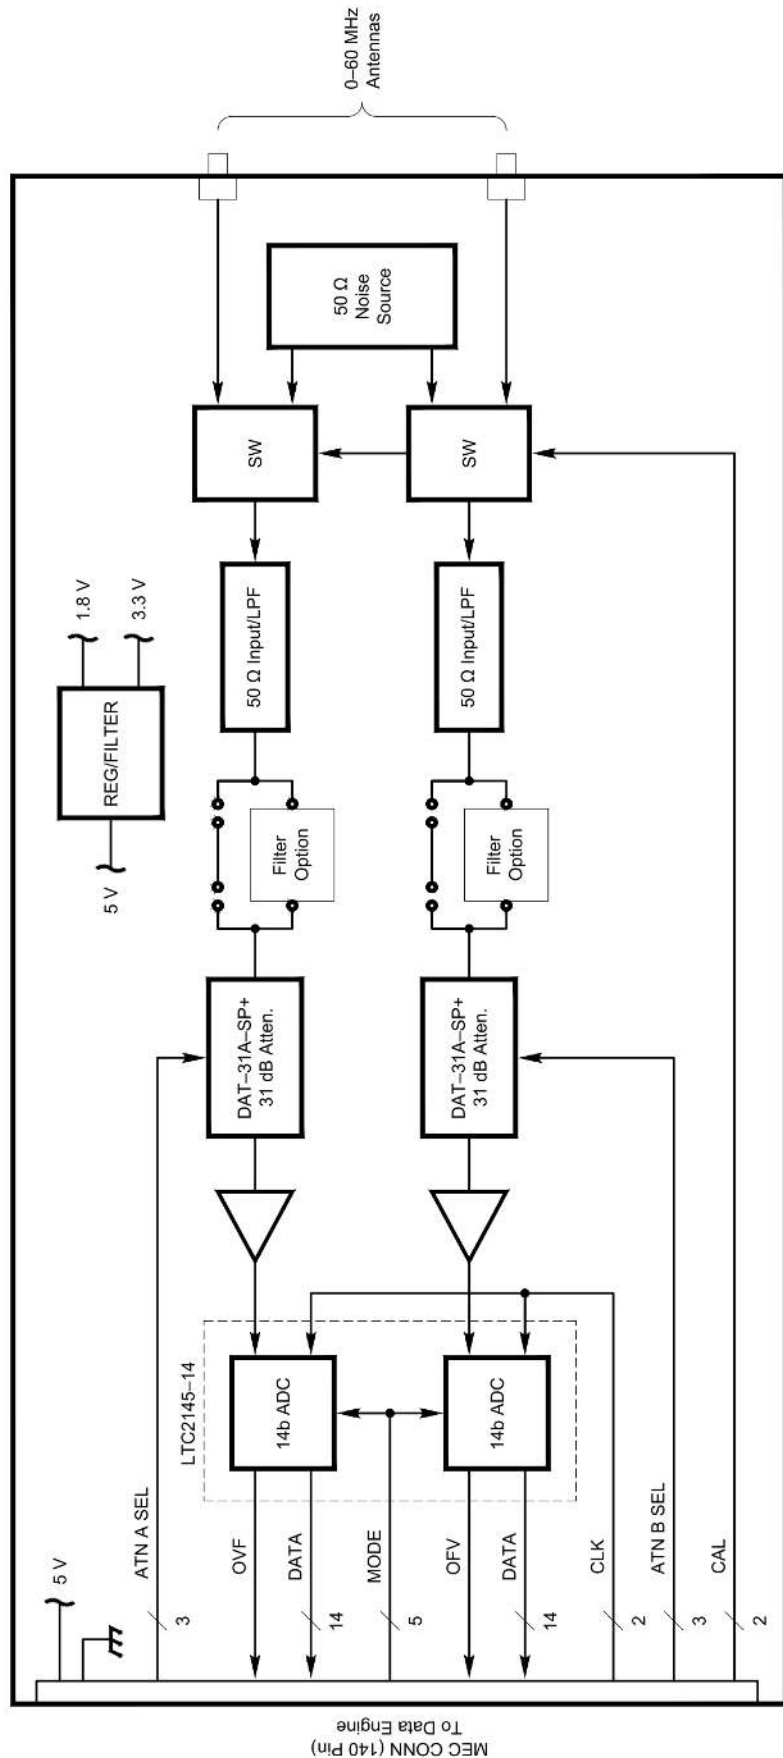 MEC CONN (140 Pin)
To Data Engine
5 V
ATN A SEL
3
OVF
DATA
14
MODE
5
OFV
DATA
14
CLK
2
ATN B SEL
3
CAL
2
LTC2145–14
14b ADC
14b ADC
DAT–31A–SP+
31 dB Atten.
DAT–31A–SP+
31 dB Atten.
5 V
REG/FILTER
1.8 V
3.3 V
Filter
Option
Filter
Option
50 Ω Input/LPF
50 Ω Input/LPF
SW
SW
50 Ω
Noise
Source
0–60 MHz
Antennas